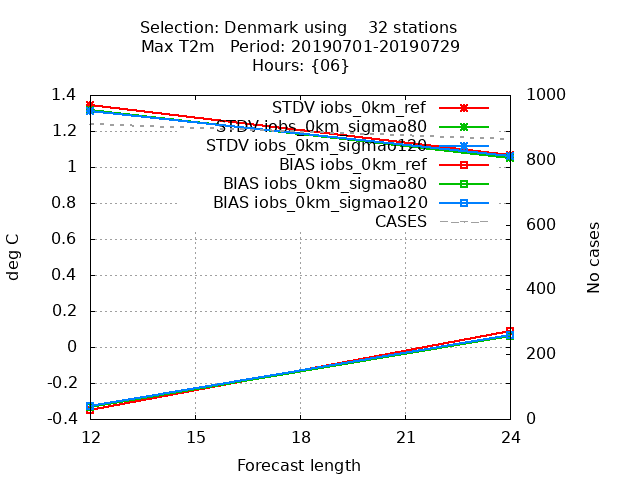 Selection: Denmark using    32 stations
Max T2m   Period: 20190701-20190729
Hours: {06}
1.4
1.2
1
0.8
0.6
0.4
0.2
0
-0.2
-0.4
deg C
1000
800
600
400
200
0
No cases
STDV iobs_0km_ref
STDV iobs_0km_sigmao80
STDV iobs_0km_sigmao120
BIAS iobs_0km_ref
BIAS iobs_0km_sigmao80
BIAS iobs_0km_sigmao120
CASES
12 15 18 21 24
Forecast length